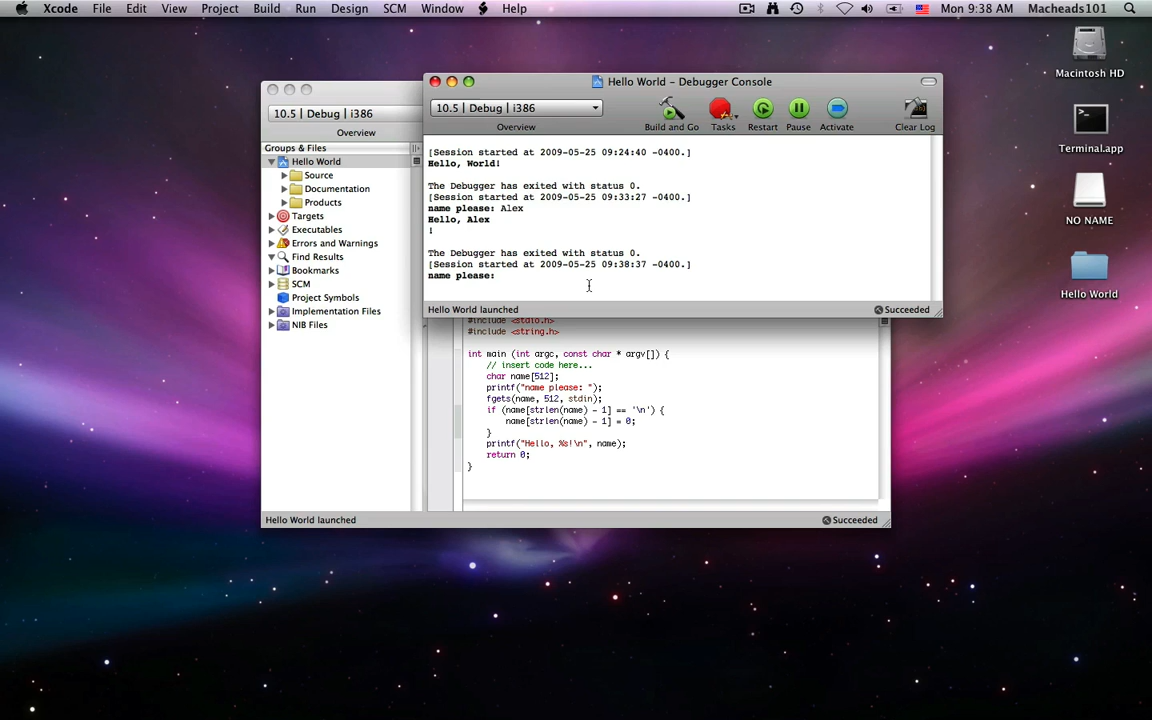 Xcode File Edit View Project Build Run Design SCM Window Help Mon 9:38 AM Macheads101
Macintosh HD
Terminal.app
NO NAME
Hello World
10.5 | Debug | i386
Overview
Groups & Files
Hello World
Source
Documentation
Products
Targets
Executables
Errors and Warnings
Find Results
Bookmarks
SCM
Project Symbols
Implementation Files
NIB Files
Hello World launched
Succeeded
Hello World – Debugger Console
10.5 | Debug | i386
Overview Build and Go Tasks Restart Pause Activate Clear Log
[Session started at 2009-05-25 09:24:40 -0400.]
Hello, World!
The Debugger has exited with status 0.
[Session started at 2009-05-25 09:33:27 -0400.]
name please: Alex
Hello, Alex
!
The Debugger has exited with status 0.
[Session started at 2009-05-25 09:38:37 -0400.]
name please:
Hello World launched
Succeeded
#include <stdio.h>
#include <string.h>
int main (int argc, const char * argv[]) {
// insert code here...
char name[512];
printf("name please: ");
fgets(name, 512, stdin);
if (name[strlen(name) - 1] == '\n') {
name[strlen(name) - 1] = 0;
}
printf("Hello, %s!\n", name);
return 0;
}